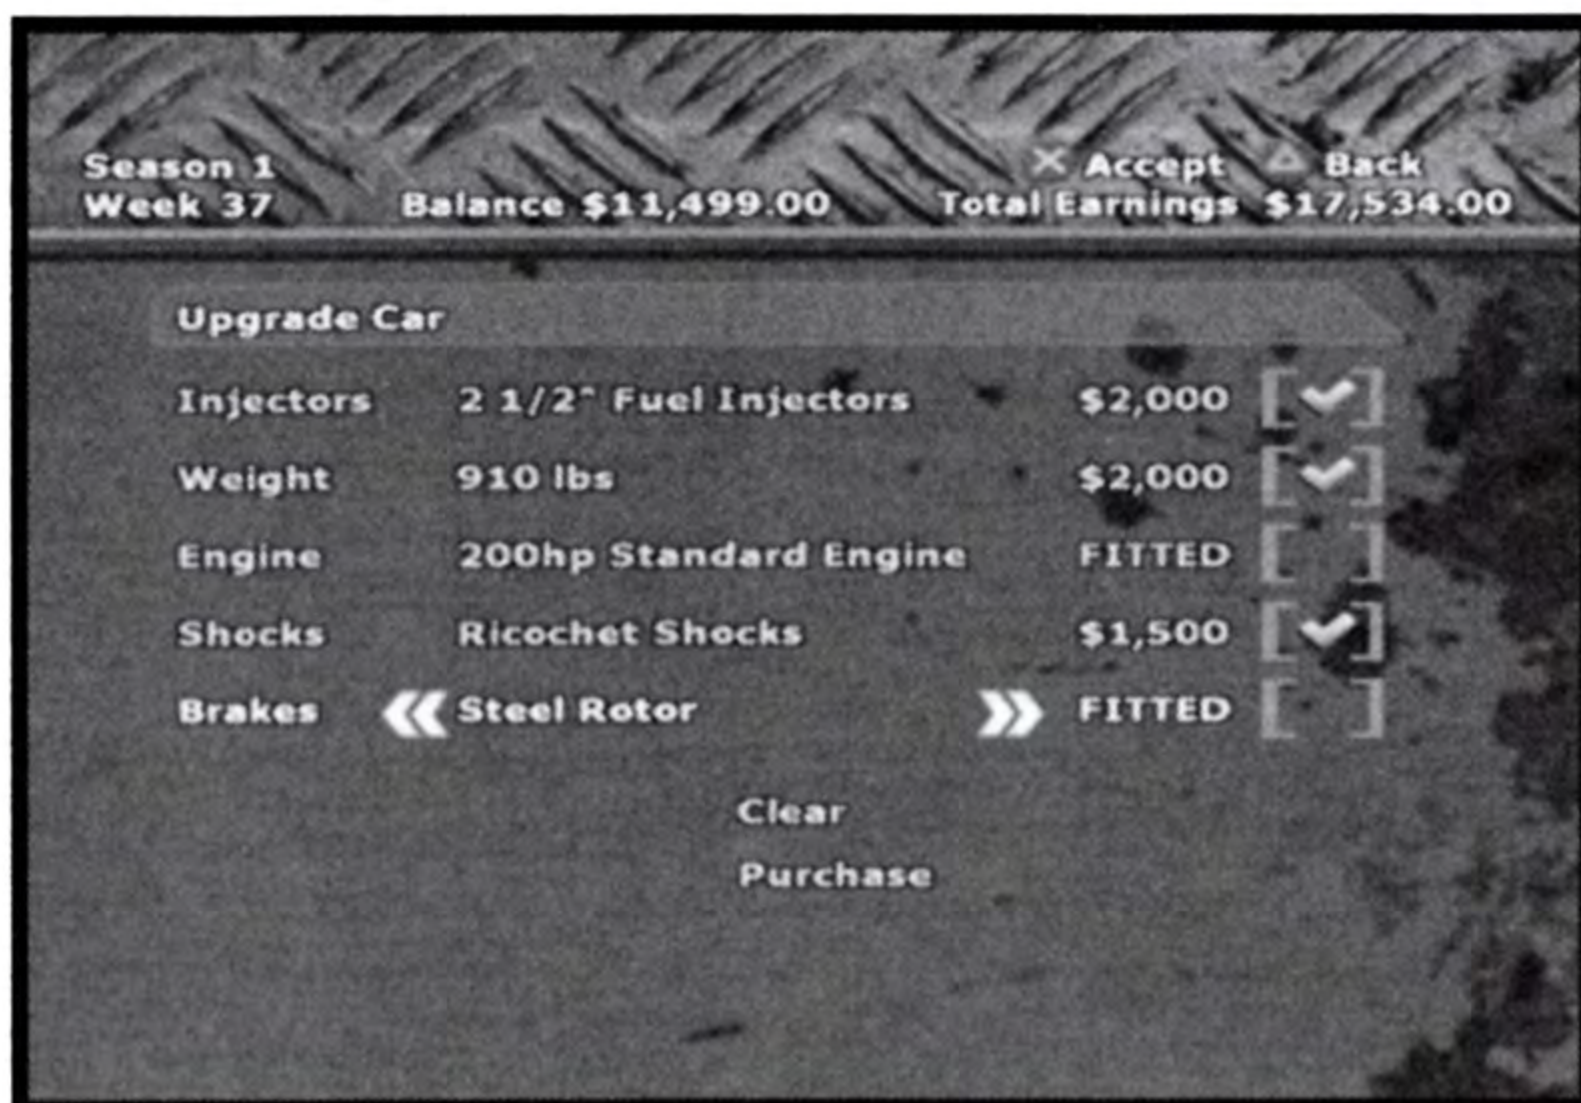 Season 1
Accept Back
Week 37 Balance $11,499.00 Total Earnings $17,534.00
Upgrade Car
Injectors 2 1/2" Fuel Injectors $2,000
Weight 910 lbs $2,000
Engine 200hp Standard Engine FITTED
Shocks Ricochet Shocks $1,500
Brakes Steel Rotor FITTED
Clear
Purchase